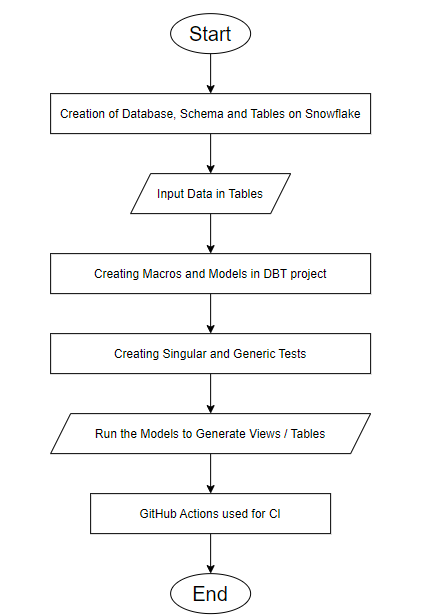 Start
Creation of Database, Schema and Tables on Snowflake
Input Data in Tables
Creating Macros and Models in DBT project
Creating Singular and Generic Tests
Run the Models to Generate Views / Tables
GitHub Actions used for CI
End